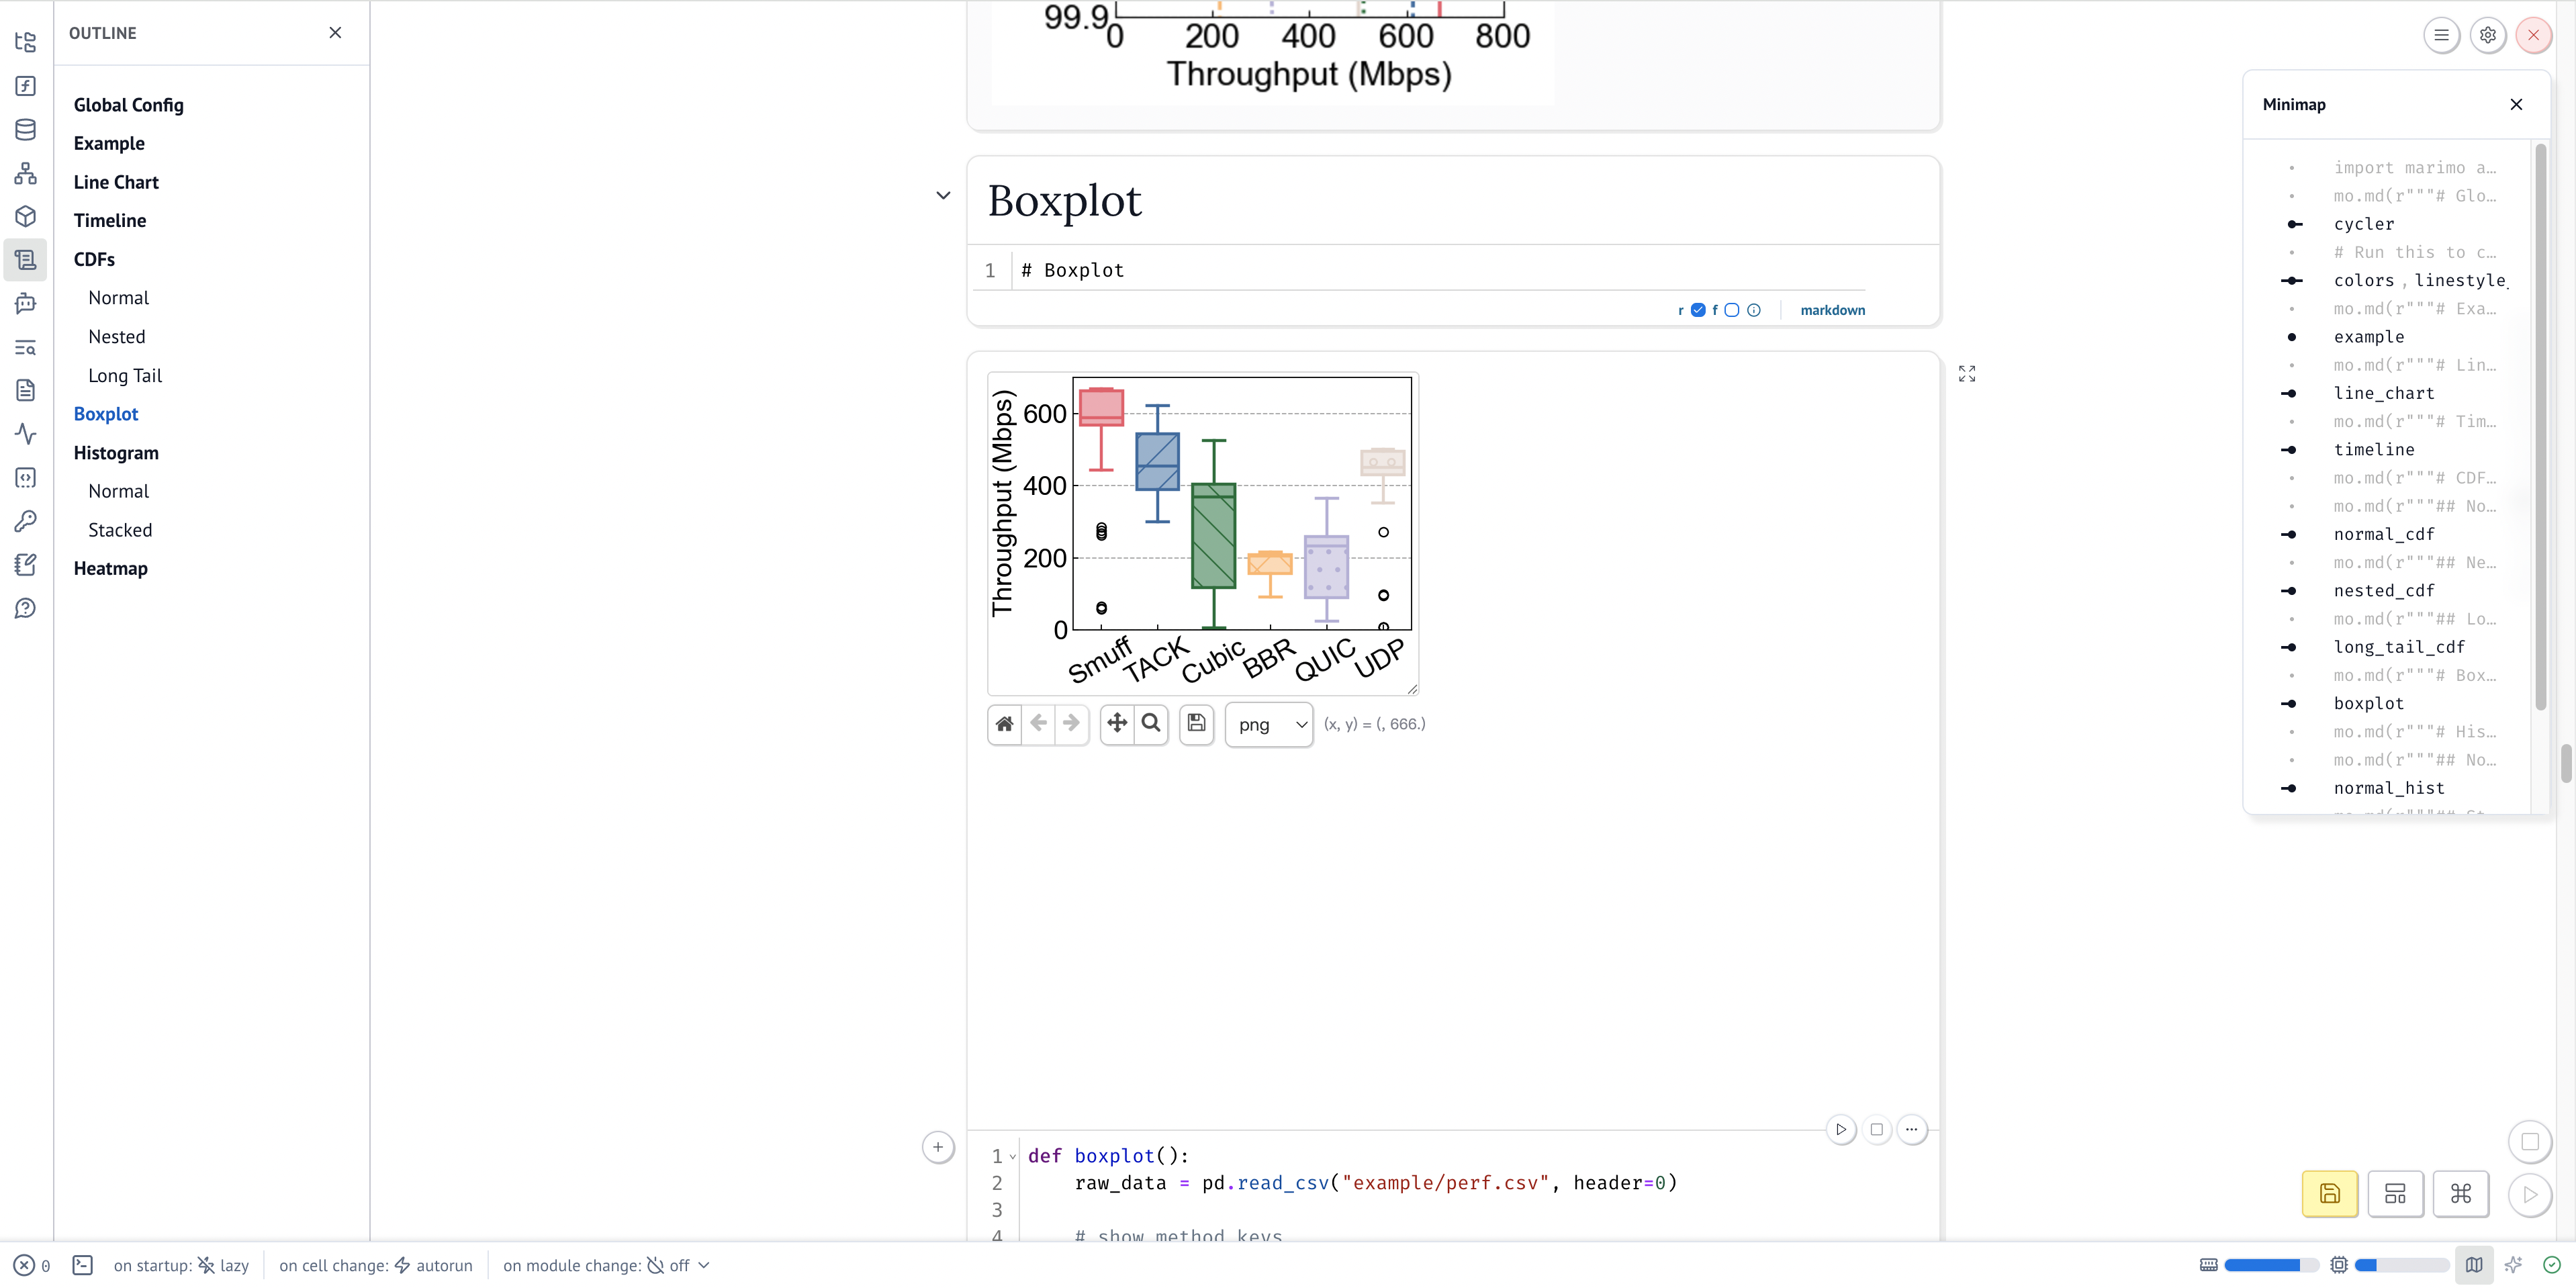 OUTLINE
Global Config
Example
Line Chart
Timeline
CDFs
Normal
Nested
Long Tail
Boxplot
Histogram
Normal
Stacked
Heatmap
99.9
0 200 400 600 800
Throughput (Mbps)
Boxplot
1 # Boxplot
r f markdown
Throughput (Mbps)
600
400
200
0
Smuff TACK Cubic BBR QUIC UDP
png (x, y) = (, 666.)
1 def boxplot():
2 raw_data = pd.read_csv("example/perf.csv", header=0)
3
4 # show method keys
Minimap
import marimo a…
mo.md(r"""# Glo…
cycler
# Run this to c…
colors, linestyle_
mo.md(r"""# Exa…
example
mo.md(r"""# Lin…
line_chart
mo.md(r"""# Tim…
timeline
mo.md(r"""# CDF…
mo.md(r"""## No…
normal_cdf
mo.md(r"""## Ne…
nested_cdf
mo.md(r"""## Lo…
long_tail_cdf
mo.md(r"""# Box…
boxplot
mo.md(r"""# His…
mo.md(r"""## No…
normal_hist
0 on startup: lazy on cell change: autorun on module change: off